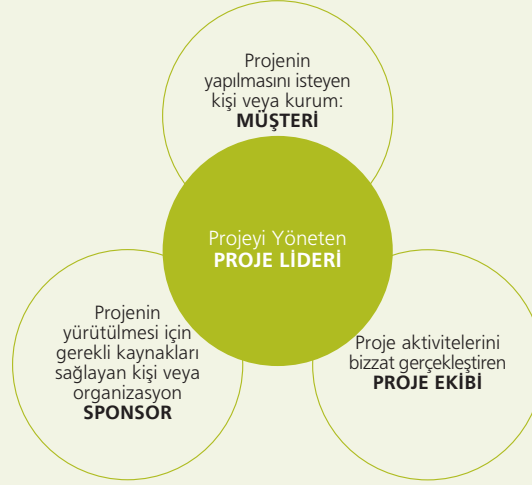 Projenin
yapılmasını isteyen
kişi veya kurum:
MÜŞTERİ
Projeyi Yöneten
PROJE LİDERİ
Projenin
yürütülmesi için
gerekli kaynakları
sağlayan kişi veya
organizasyon
SPONSOR
Proje aktivitelerini
bizzat gerçekleştiren
PROJE EKİBİ